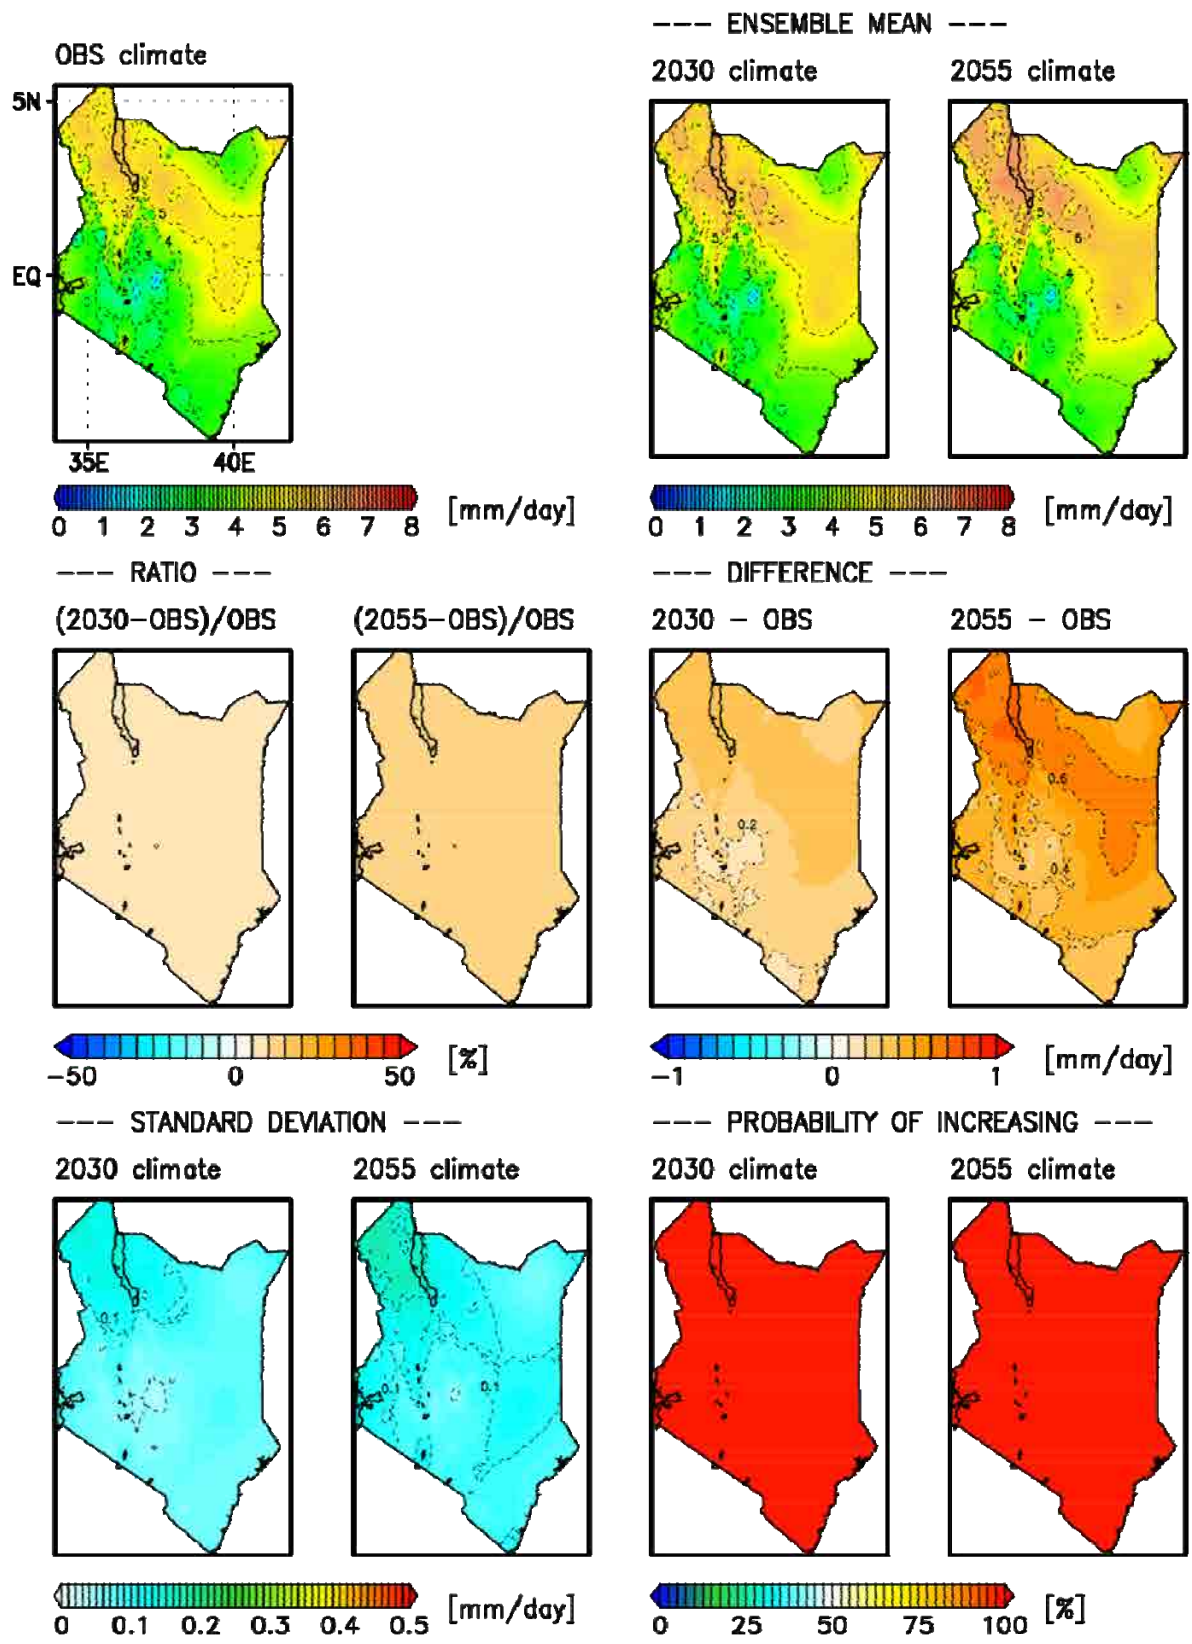 --- ENSEMBLE MEAN ---
OBS climate
2030 climate 2055 climate
5N
EQ
35E 40E
0 1 2 3 4 5 6 7 8 [mm/day]
0 1 2 3 4 5 6 7 8 [mm/day]
--- RATIO ---
--- DIFFERENCE ---
(2030-OBS)/OBS (2055-OBS)/OBS
2030 - OBS 2055 - OBS
0.2
0.6
0.4
-50 0 50 [%]
-1 0 1 [mm/day]
--- STANDARD DEVIATION ---
--- PROBABILITY OF INCREASING ---
2030 climate 2055 climate
2030 climate 2055 climate
0.1
0.1 0.1
0 0.1 0.2 0.3 0.4 0.5 [mm/day]
0 25 50 75 100 [%]